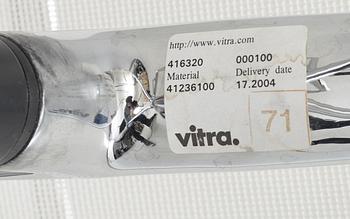 http://www.vitra.com
416320 000100
Material Delivery date
41236100 17.2004
vitra. 71